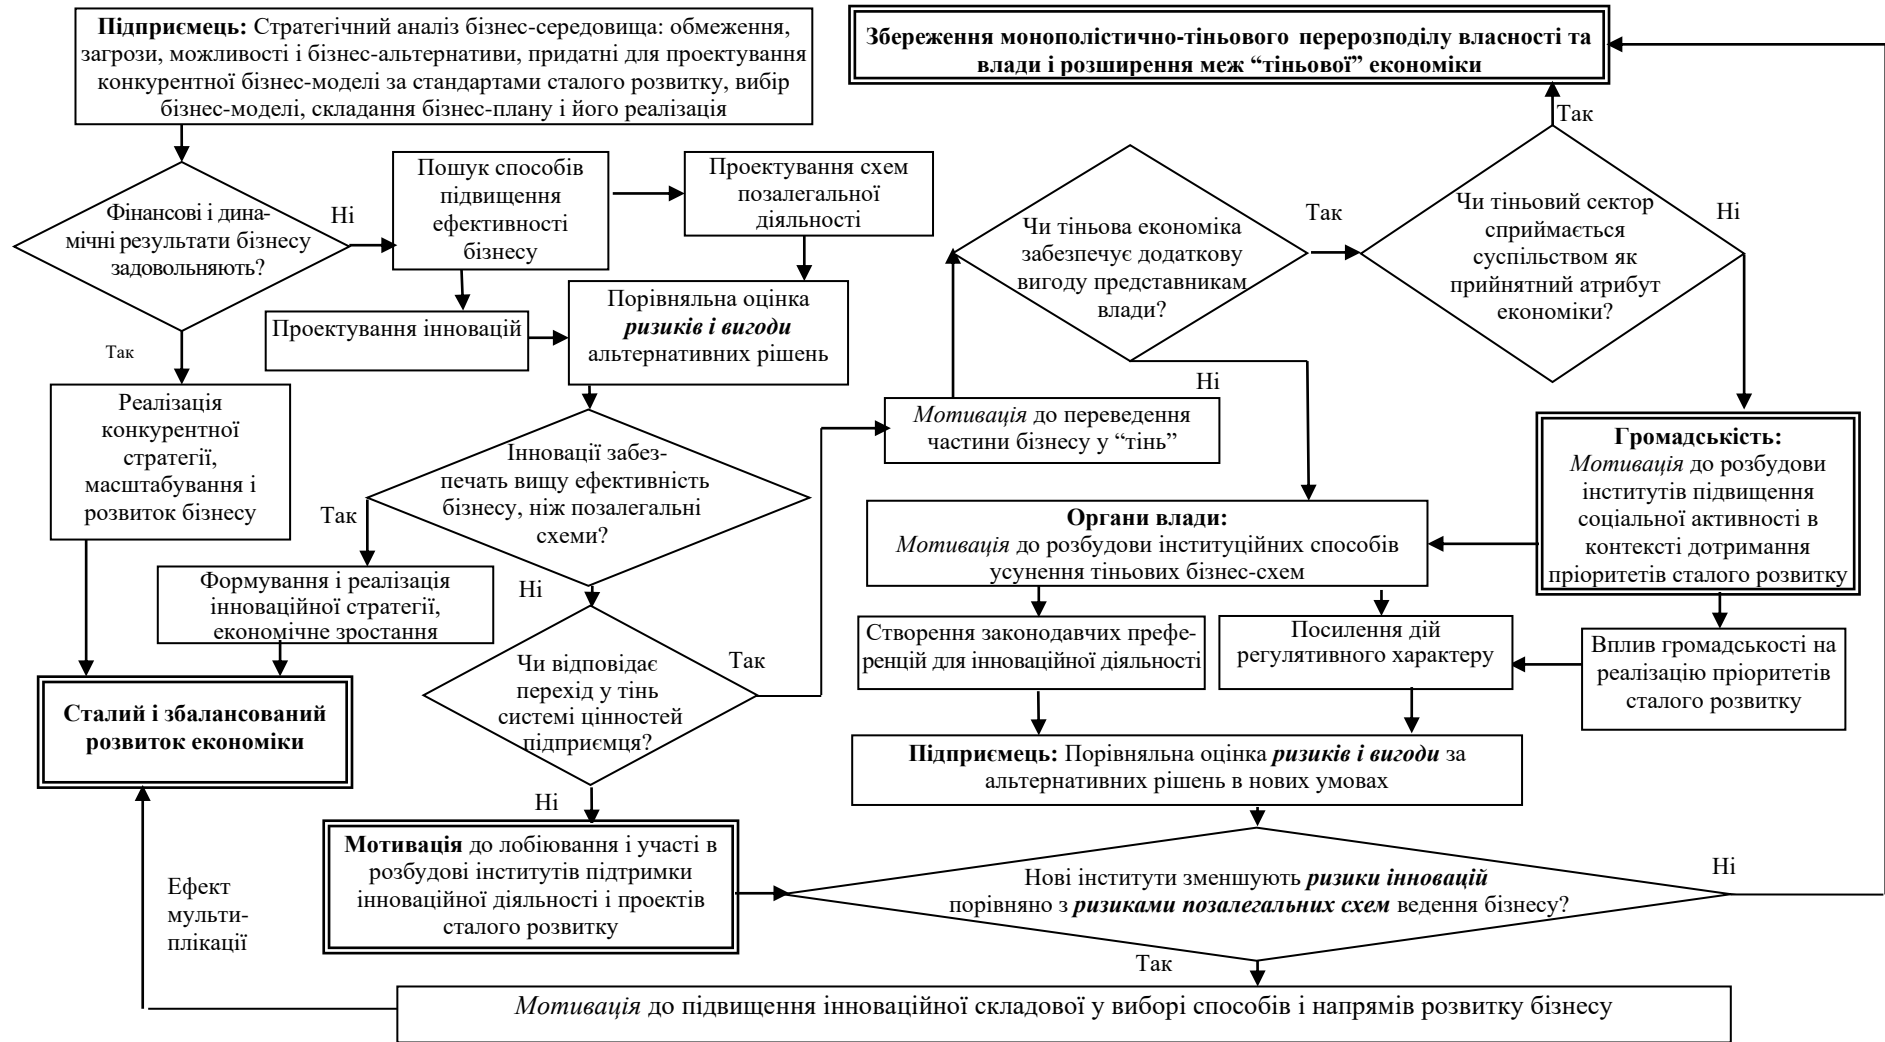 Підприємець: Стратегічний аналіз бізнес-середовища: обмеження,
загрози, можливості і бізнес-альтернативи, придатні для проектування
конкурентної бізнес-моделі за стандартами сталого розвитку, вибір
бізнес-моделі, складання бізнес-плану і його реалізація
Збереження монополістично-тіньового перерозподілу власності та
влади і розширення меж “тіньової” економіки
Так
Фінансові і дина-
мічні результати бізнесу
задовольняють?
Ні
Пошук способів
підвищення
ефективності
бізнесу
Проектування схем
позалегальної
діяльності
Чи тіньова економіка
забезпечує додаткову
вигоду представникам
влади?
Так
Чи тіньовий сектор
сприймається
суспільством як
прийнятний атрибут
економіки?
Ні
Проектування інновацій
Порівняльна оцінка
ризиків і вигоди
альтернативних рішень
Так
Ні
Реалізація
конкурентної
стратегії,
масштабування і
розвиток бізнесу
Мотивація до переведення
частини бізнесу у “тінь”
Громадськість:
Мотивація до розбудови
інститутів підвищення
соціальної активності в
контексті дотримання
пріоритетів сталого розвитку
Інновації забез-
печать вищу ефективність
бізнесу, ніж позалегальні
схеми?
Так
Органи влади:
Мотивація до розбудови інституційних способів
усунення тіньових бізнес-схем
Формування і реалізація
інноваційної стратегії,
економічне зростання
Ні
Створення законодавчих префе-
ренцій для інноваційної діяльності
Посилення дій
регулятивного характеру
Вплив громадськості на
реалізацію пріоритетів
сталого розвитку
Чи відповідає
перехід у тінь
системі цінностей
підприємця?
Так
Сталий і збалансований
розвиток економіки
Підприємець: Порівняльна оцінка ризиків і вигоди за
альтернативних рішень в нових умовах
Ні
Мотивація до лобіювання і участі в
розбудові інститутів підтримки
інноваційної діяльності і проектів
сталого розвитку
Нові інститути зменшують ризики інновацій
порівняно з ризиками позалегальних схем ведення бізнесу?
Ні
Ефект
мульти-
плікації
Так
Мотивація до підвищення інноваційної складової у виборі способів і напрямів розвитку бізнесу